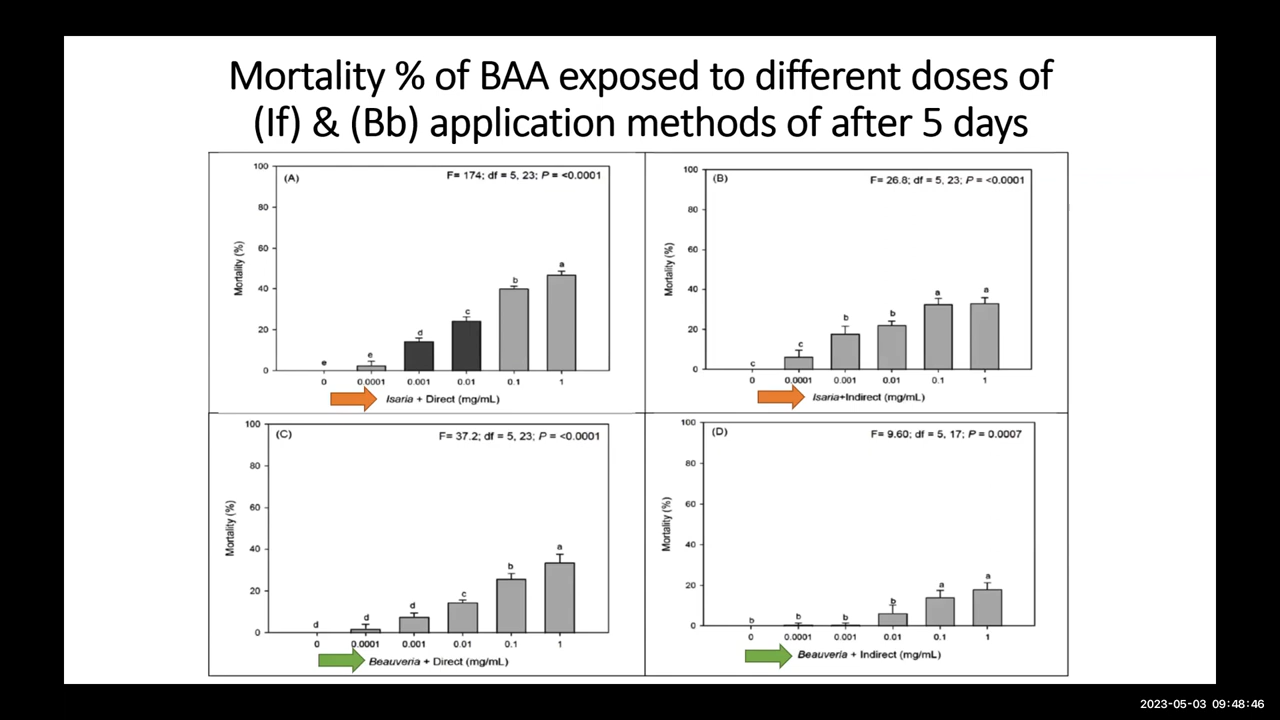 Mortality % of BAA exposed to different doses of
(If) & (Bb) application methods of after 5 days
(A)
F= 174; df = 5, 23; P = <0.0001
Mortality (%)
100
80
60
40
20
0
e
e
d
c
b
a
0 0.0001 0.001 0.01 0.1 1
Isaria + Direct (mg/mL)
(B)
F= 26.8; df = 5, 23; P = <0.0001
Mortality (%)
100
80
60
40
20
0
c
c
b
b
a
a
0 0.0001 0.001 0.01 0.1 1
Isaria+Indirect (mg/mL)
(C)
F= 37.2; df = 5, 23; P = <0.0001
Mortality (%)
100
80
60
40
20
0
d
d
d
c
b
a
0 0.0001 0.001 0.01 0.1 1
Beauveria + Direct (mg/mL)
(D)
F= 9.60; df = 5, 17; P = 0.0007
Mortality (%)
100
80
60
40
20
0
b
b
b
b
a
a
0 0.0001 0.001 0.01 0.1 1
Beauveria + Indirect (mg/mL)
2023-05-03 09:48:46